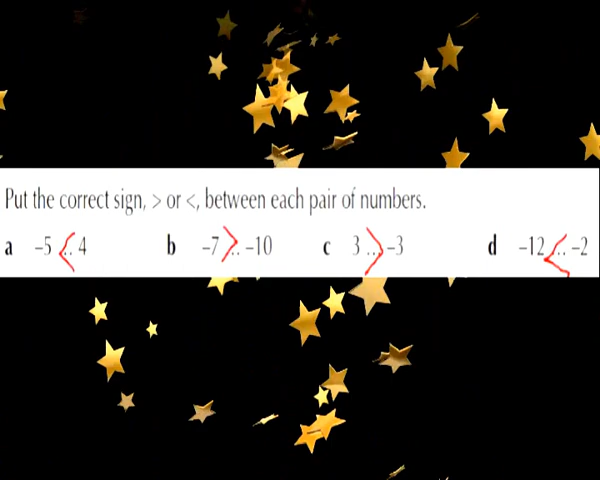 Put the correct sign, > or <, between each pair of numbers.
a –5 < ... 4 b –7 > ... –10 c 3 ... > –3 d –12 < ... –2